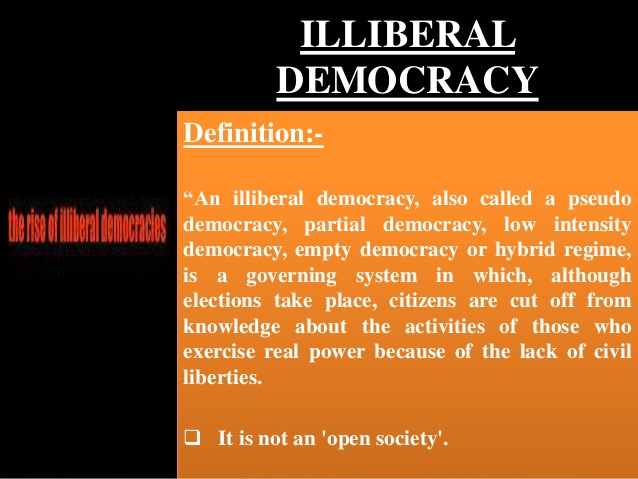 ILLIBERAL
DEMOCRACY
Definition:-
“An illiberal democracy, also called a pseudo
democracy, partial democracy, low intensity
democracy, empty democracy or hybrid regime,
is a governing system in which, although
elections take place, citizens are cut off from
knowledge about the activities of those who
exercise real power because of the lack of civil
liberties.
❑ It is not an 'open society'.
the rise of illiberal democracies